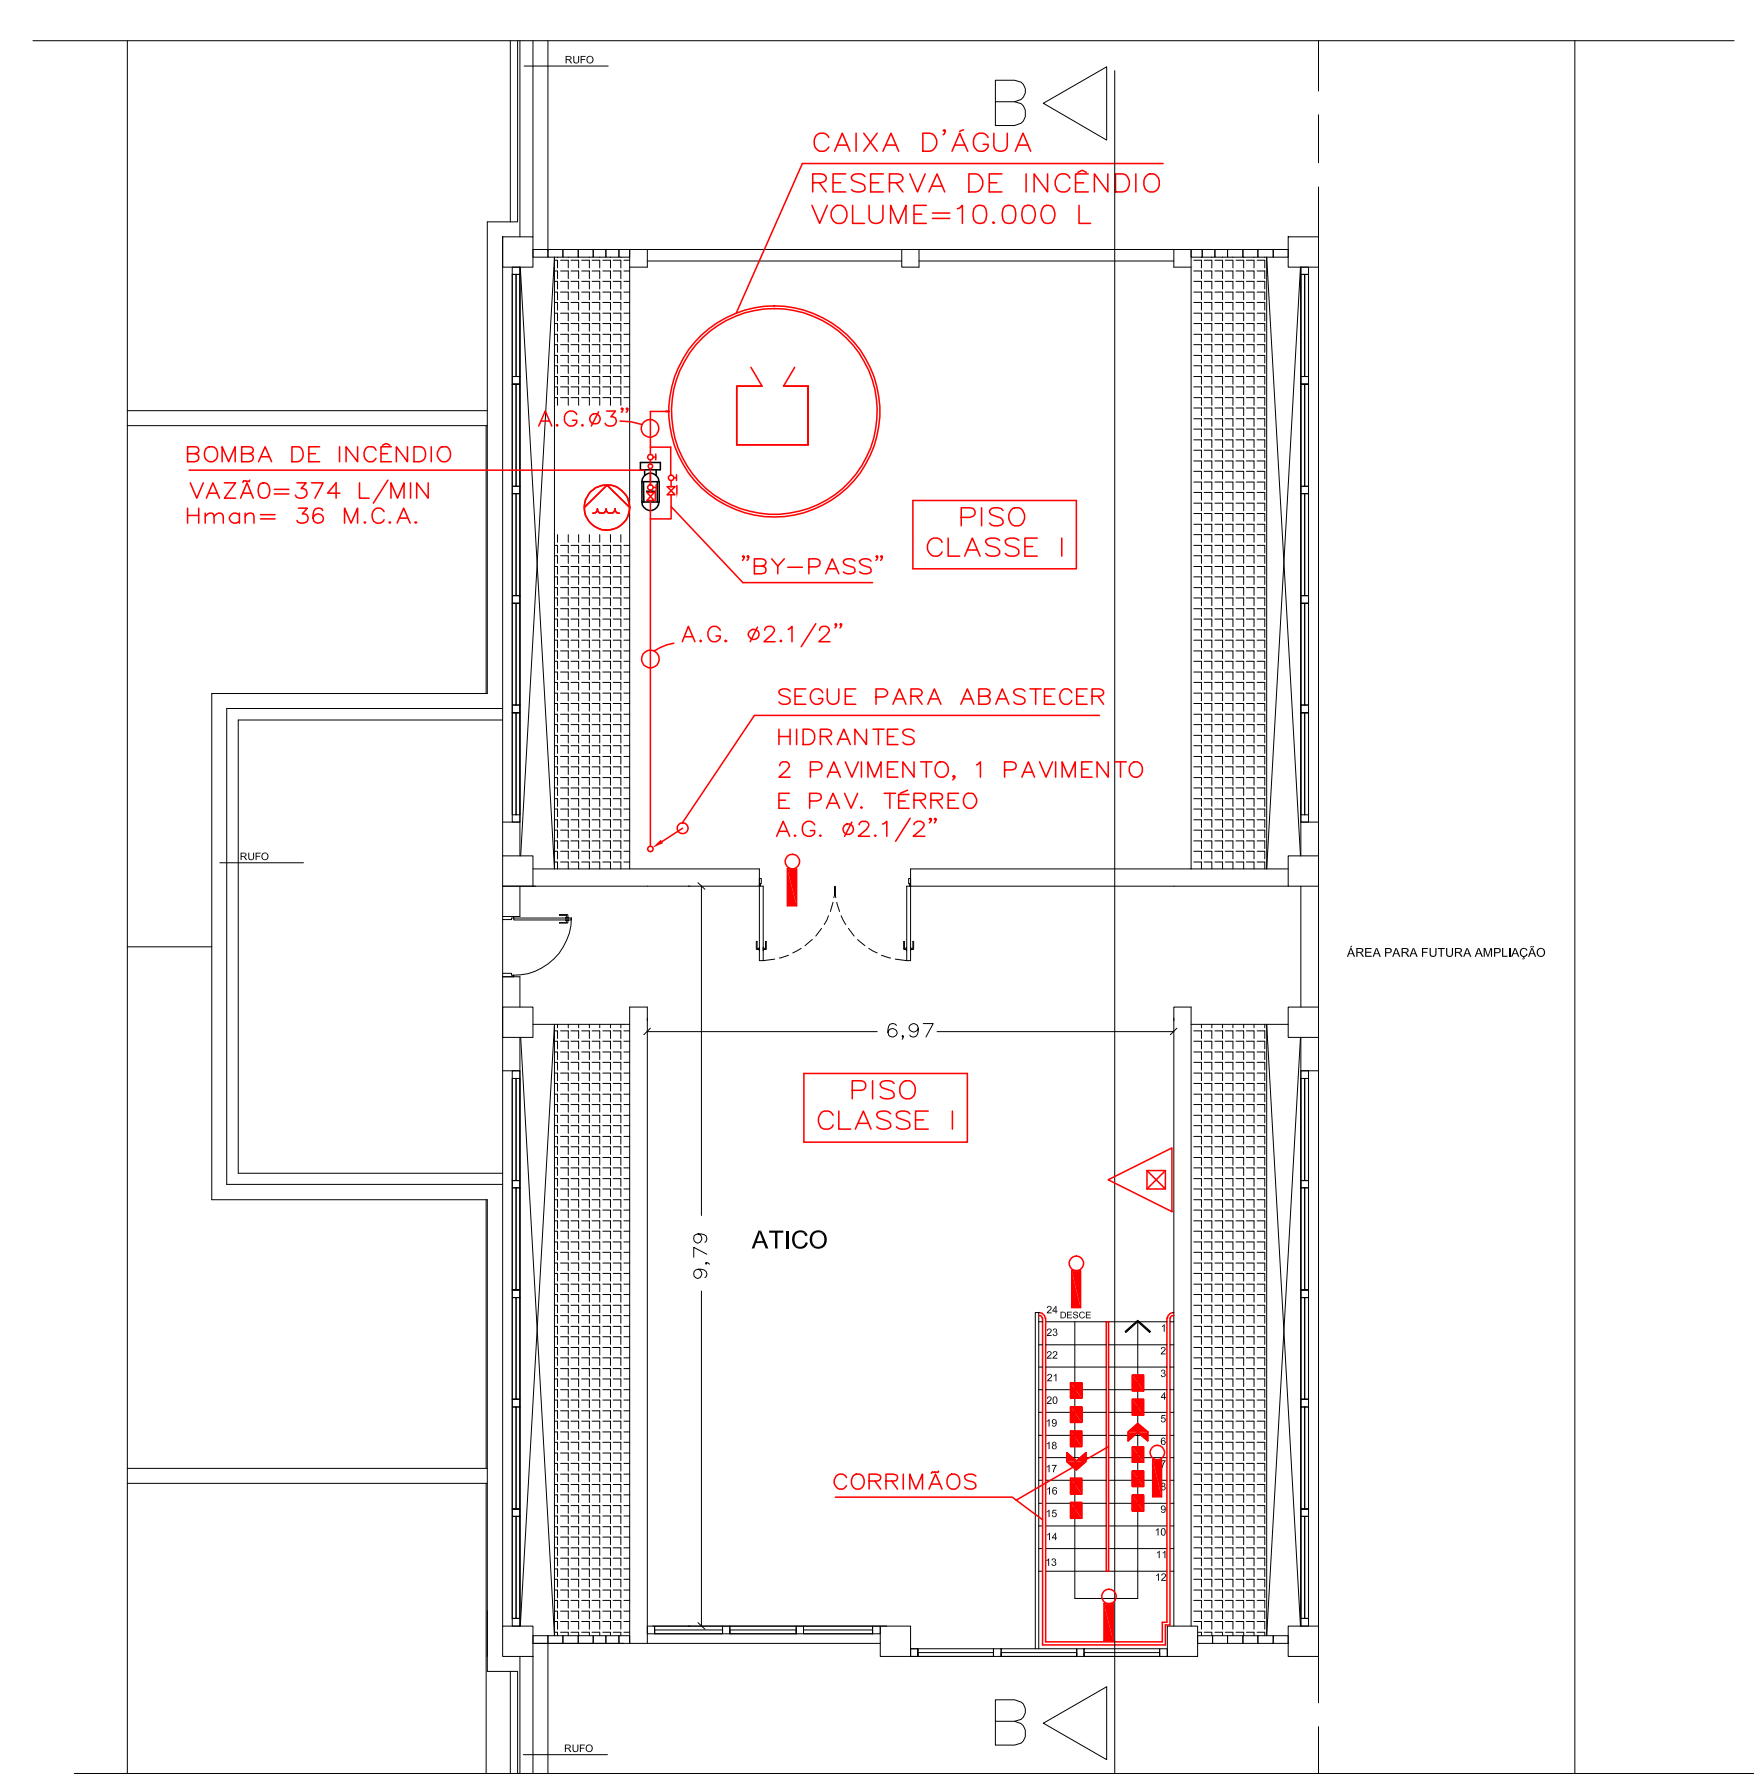 RUFO
B
CAIXA D'ÁGUA
RESERVA DE INCÊNDIO
VOLUME=10.000 L
A.G.ø3"
BOMBA DE INCÊNDIO
VAZÃO=374 L/MIN
Hman= 36 M.C.A.
PISO
CLASSE I
"BY-PASS"
A.G. ø2.1/2"
SEGUE PARA ABASTECER
HIDRANTES
2 PAVIMENTO, 1 PAVIMENTO
E PAV. TÉRREO
A.G. ø2.1/2"
RUFO
ÁREA PARA FUTURA AMPLIAÇÃO
6,97
PISO
CLASSE I
9,79
ATICO
24
DESCE
23
22
21
20
19
18
17
16
15
14
13
1
2
3
4
5
6
7
8
9
10
11
12
CORRIMÃOS
B
RUFO